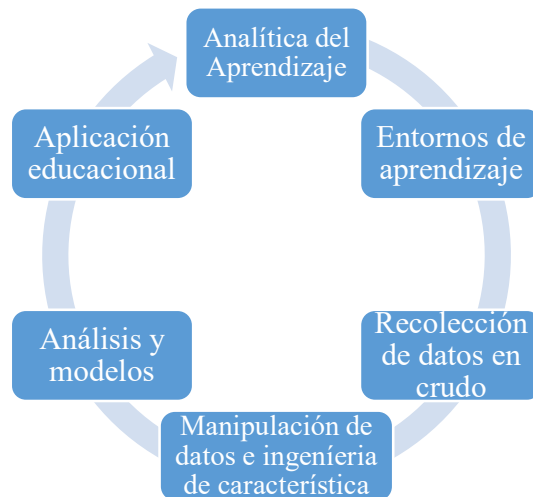 Analítica del
Aprendizaje
Entornos de
aprendizaje
Recolección
de datos en
crudo
Manipulación de
datos e ingeníeria
de característica
Análisis y
modelos
Aplicación
educacional